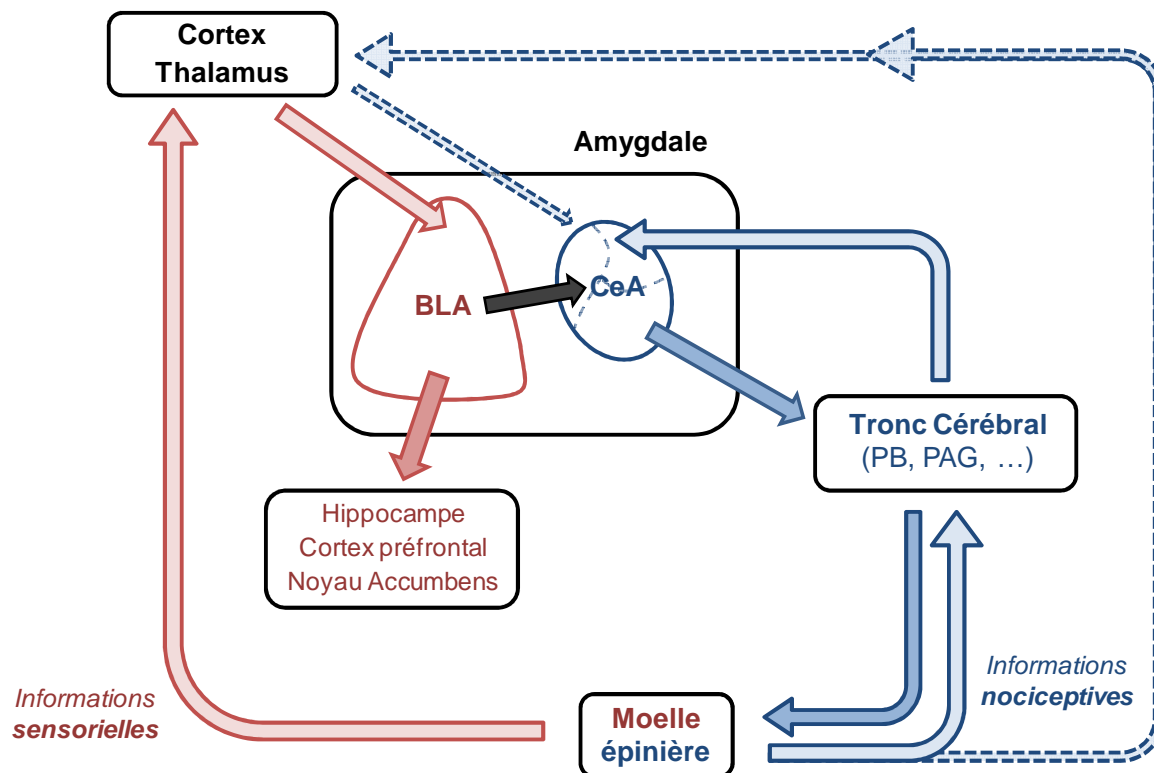 Cortex
Thalamus
Amygdale
BLA
CeA
Tronc Cérébral
(PB, PAG, …)
Hippocampe
Cortex préfrontal
Noyau Accumbens
Informations
sensorielles
Moelle
épinière
Informations
nociceptives